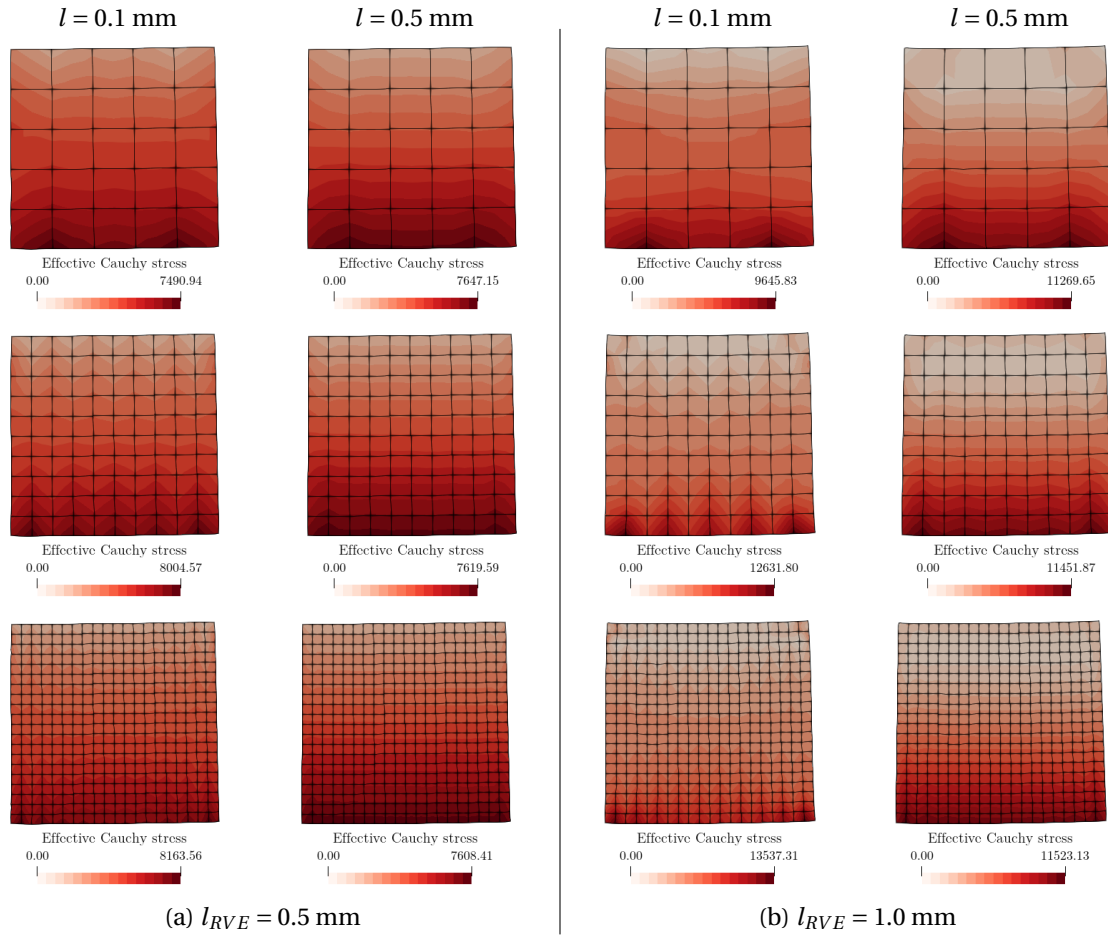 l = 0.1 mm l = 0.5 mm l = 0.1 mm l = 0.5 mm
Effective Cauchy stress Effective Cauchy stress Effective Cauchy stress Effective Cauchy stress
0.00 7490.94 0.00 7647.15 0.00 9645.83 0.00 11269.65
Effective Cauchy stress Effective Cauchy stress Effective Cauchy stress Effective Cauchy stress
0.00 8004.57 0.00 7619.59 0.00 12631.80 0.00 11451.87
Effective Cauchy stress Effective Cauchy stress Effective Cauchy stress Effective Cauchy stress
0.00 8163.56 0.00 7608.41 0.00 13537.31 0.00 11523.13
(a) l_{RVE} = 0.5 mm (b) l_{RVE} = 1.0 mm